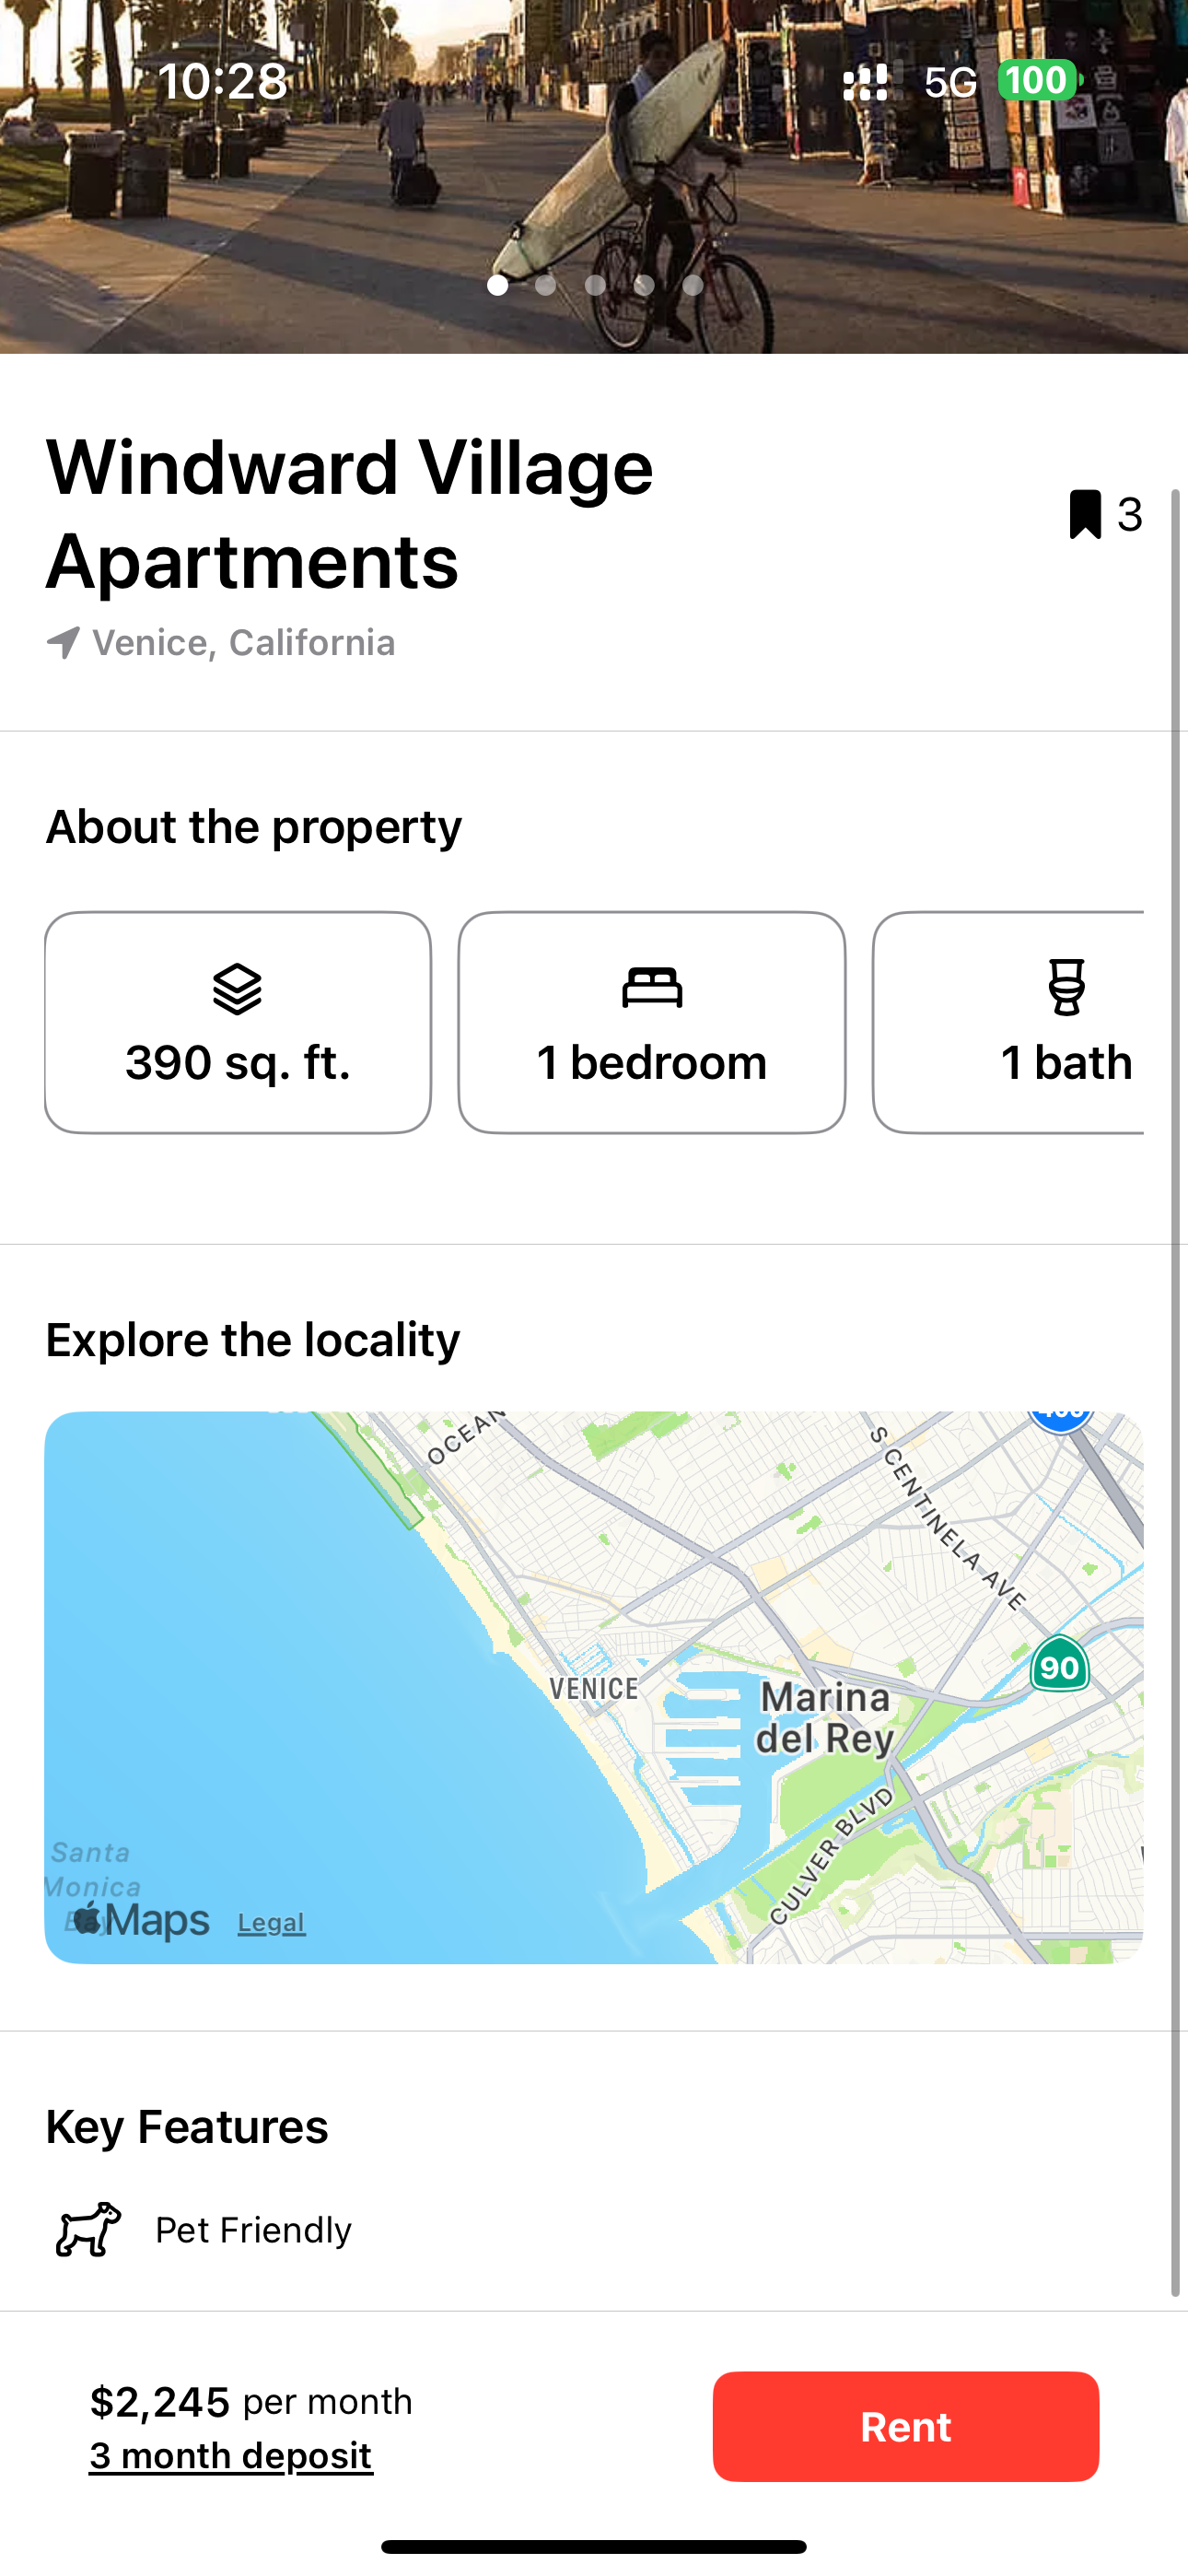 10:28
5G
100
Windward Village
Apartments
3
Venice, California
About the property
390 sq. ft.
1 bedroom
1 bath
Explore the locality
OCEAN
S CENTINELA AVE
90
VENICE
Marina
del Rey
CULVER BLVD
Santa
Monica
Bay
Maps
Legal
Key Features
Pet Friendly
$2,245 per month
3 month deposit
Rent